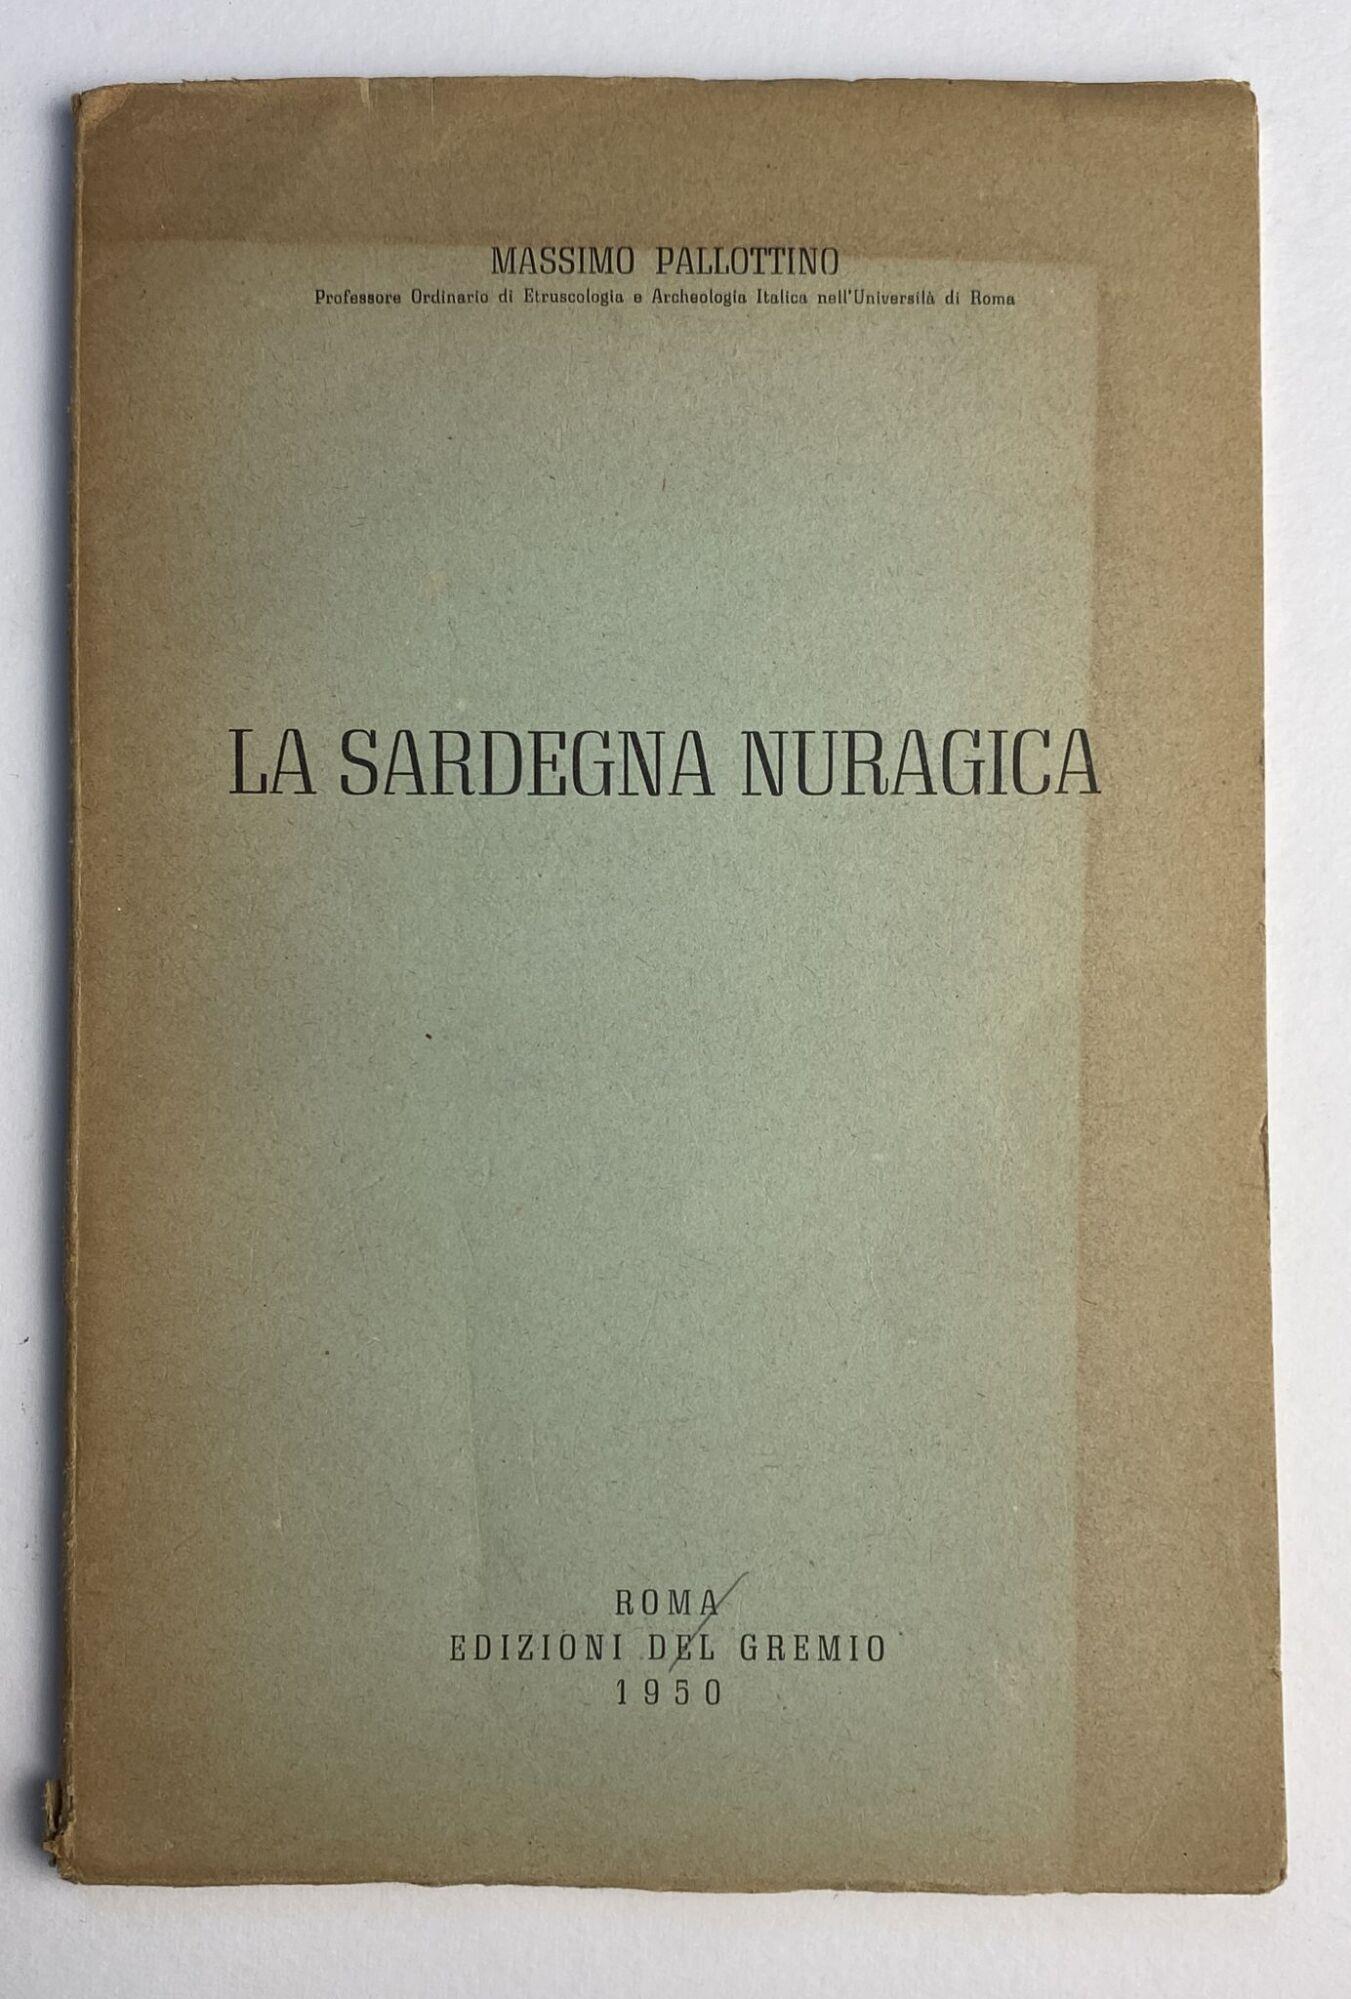 MASSIMO PALLOTTINO
Professore Ordinario di Etruscologia e Archeologia Italica nell'Università di Roma
LA SARDEGNA NURAGICA
ROMA
EDIZIONI DEL GREMIO
1950